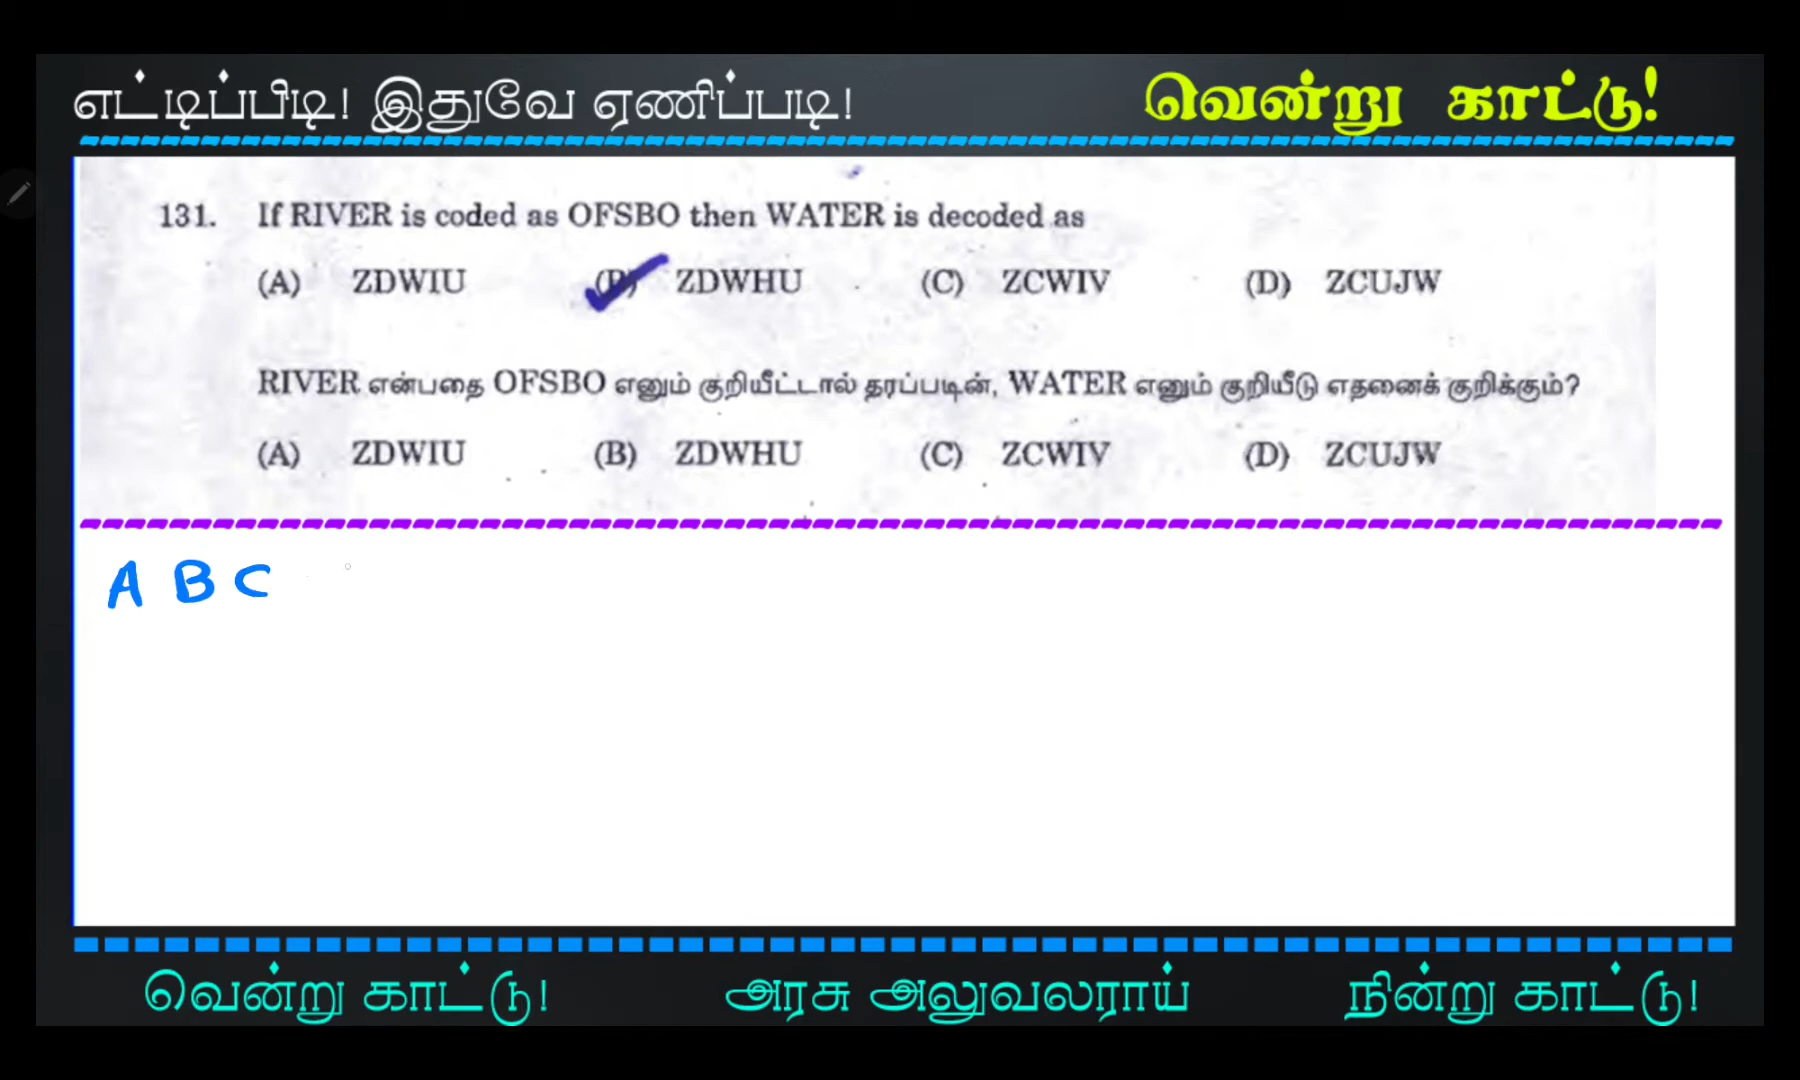 எட்டிப்பிடி! இதுவே ஏணிப்படி!
வென்று காட்டு!
131. If RIVER is coded as OFSBO then WATER is decoded as
(A) ZDWIU (B) ZDWHU (C) ZCWIV (D) ZCUJW
RIVER என்பதை OFSBO எனும் குறியீட்டால் தரப்படின், WATER எனும் குறியீடு எதனைக் குறிக்கும்?
(A) ZDWIU (B) ZDWHU (C) ZCWIV (D) ZCUJW
A B C
வென்று காட்டு! அரசு அலுவலராய் நின்று காட்டு!